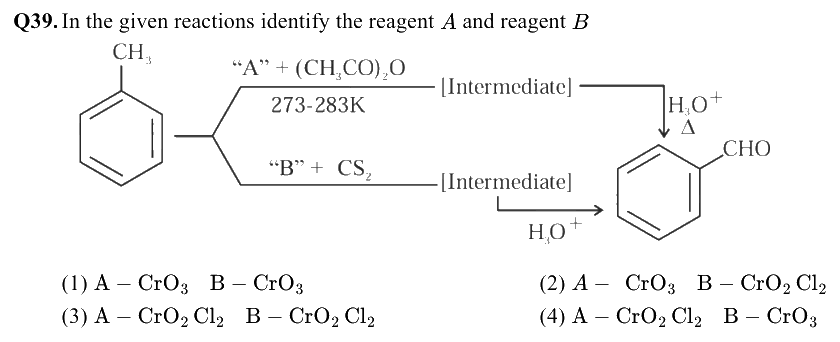 Q39. In the given reactions identify the reagent A and reagent B
CH₃
“A” + (CH₃CO)₂O
[Intermediate]
273-283K
H₃O⁺
Δ
CHO
“B” + CS₂
[Intermediate]
H₃O⁺
(1) A – CrO₃ B – CrO₃
(2) A – CrO₃ B – CrO₂ Cl₂
(3) A – CrO₂ Cl₂ B – CrO₂ Cl₂
(4) A – CrO₂ Cl₂ B – CrO₃